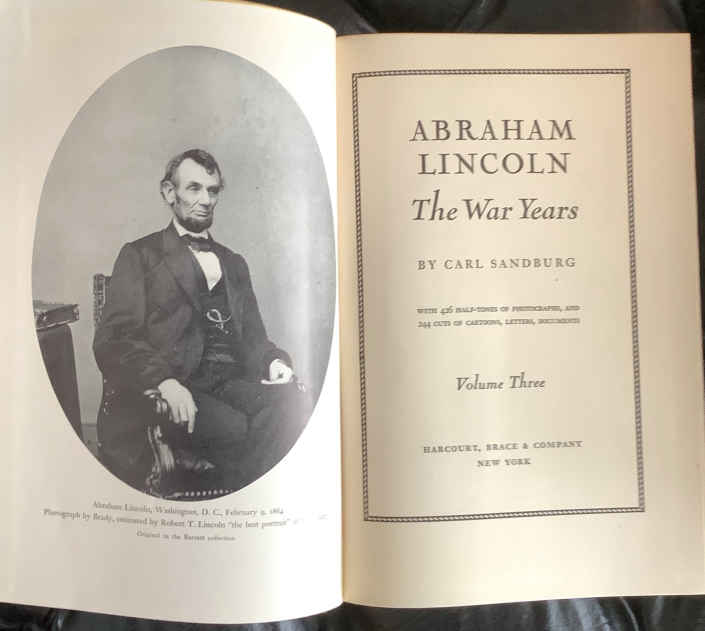 Abraham Lincoln, Washington, D. C., February 9, 1864
Photograph by Brady, estimated by Robert T. Lincoln "the best portrait"
Original in the Barrett collection
ABRAHAM
LINCOLN
The War Years
BY CARL SANDBURG
WITH 426 HALF-TONES OF PHOTOGRAPHS, AND
244 CUTS OF CARTOONS, LETTERS, DOCUMENTS
Volume Three
HARCOURT, BRACE & COMPANY
NEW YORK